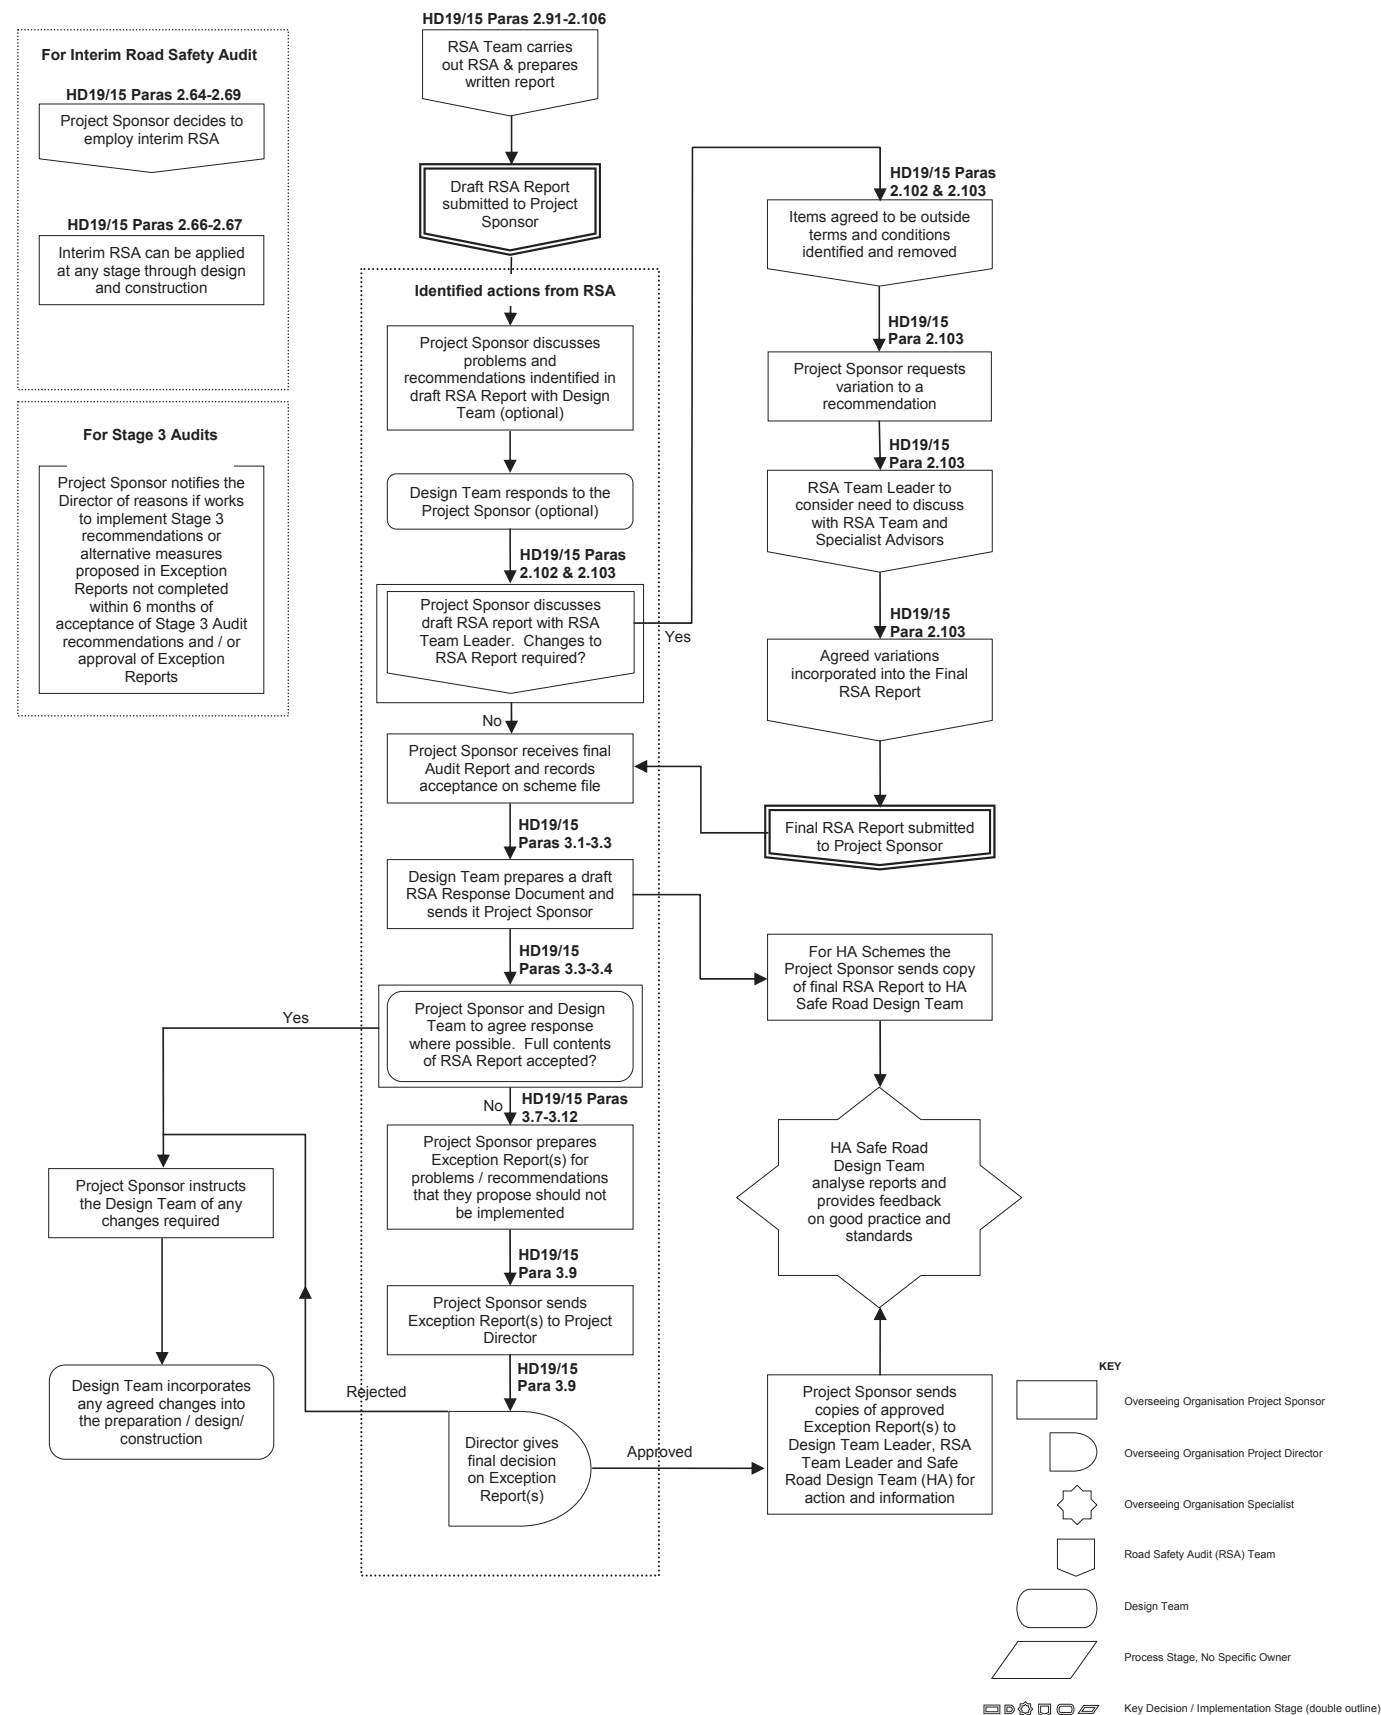 For Interim Road Safety Audit
HD19/15 Paras 2.64-2.69
Project Sponsor decides to
employ interim RSA
HD19/15 Paras 2.66-2.67
Interim RSA can be applied
at any stage through design
and construction
For Stage 3 Audits
Project Sponsor notifies the
Director of reasons if works
to implement Stage 3
recommendations or
alternative measures
proposed in Exception
Reports not completed
within 6 months of
acceptance of Stage 3 Audit
recommendations and / or
approval of Exception
Reports
HD19/15 Paras 2.91-2.106
RSA Team carries
out RSA & prepares
written report
Draft RSA Report
submitted to Project
Sponsor
Identified actions from RSA
Project Sponsor discusses
problems and
recommendations indentified in
draft RSA Report with Design
Team (optional)
Design Team responds to the
Project Sponsor (optional)
HD19/15 Paras
2.102 & 2.103
Project Sponsor discusses
draft RSA report with RSA
Team Leader.  Changes to
RSA Report required?
Yes
No
HD19/15 Paras
2.102 & 2.103
Items agreed to be outside
terms and conditions
identified and removed
HD19/15
Para 2.103
Project Sponsor requests
variation to a
recommendation
HD19/15
Para 2.103
RSA Team Leader to
consider need to discuss
with RSA Team and
Specialist Advisors
HD19/15
Para 2.103
Agreed variations
incorporated into the Final
RSA Report
Final RSA Report submitted
to Project Sponsor
Project Sponsor receives final
Audit Report and records
acceptance on scheme file
HD19/15
Paras 3.1-3.3
Design Team prepares a draft
RSA Response Document and
sends it Project Sponsor
HD19/15
Paras 3.3-3.4
Project Sponsor and Design
Team to agree response
where possible.  Full contents
of RSA Report accepted?
Yes
No
HD19/15 Paras
3.7-3.12
Project Sponsor prepares
Exception Report(s) for
problems / recommendations
that they propose should not
be implemented
HD19/15
Para 3.9
Project Sponsor sends
Exception Report(s) to Project
Director
HD19/15
Para 3.9
Director gives
final decision
on Exception
Report(s)
Rejected
Approved
Project Sponsor instructs
the Design Team of any
changes required
Design Team incorporates
any agreed changes into
the preparation / design/
construction
For HA Schemes the
Project Sponsor sends copy
of final RSA Report to HA
Safe Road Design Team
HA Safe Road
Design Team
analyse reports and
provides feedback
on good practice and
standards
Project Sponsor sends
copies of approved
Exception Report(s) to
Design Team Leader, RSA
Team Leader and Safe
Road Design Team (HA) for
action and information
KEY
Overseeing Organisation Project Sponsor
Overseeing Organisation Project Director
Overseeing Organisation Specialist
Road Safety Audit (RSA) Team
Design Team
Process Stage, No Specific Owner
Key Decision / Implementation Stage (double outline)